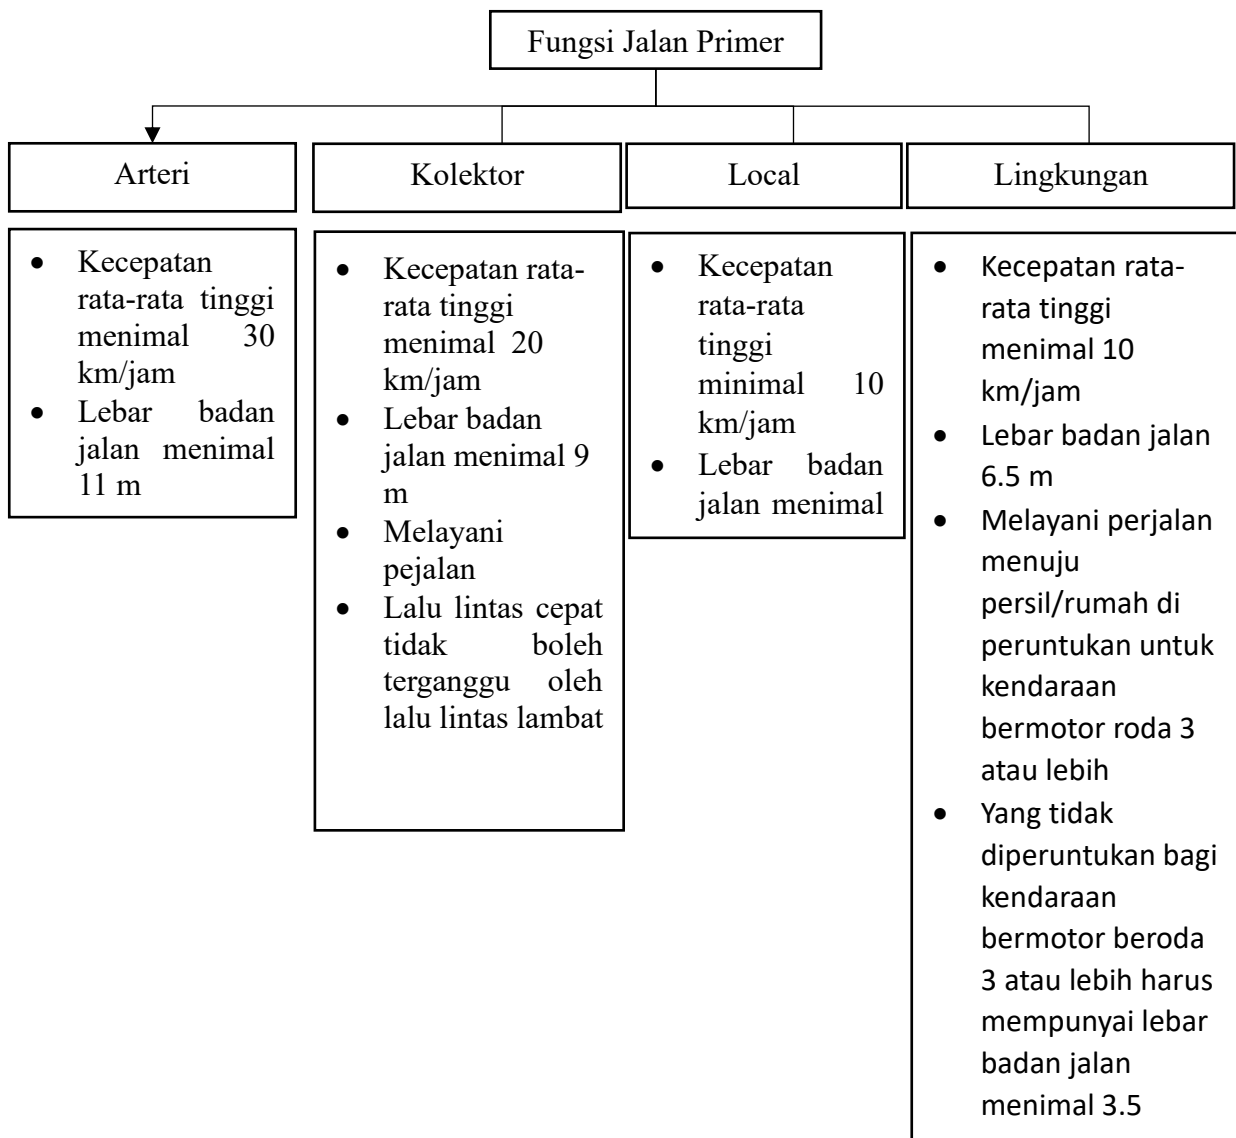 Fungsi Jalan Primer
Arteri
Kolektor
Local
Lingkungan
• Kecepatan
rata-rata tinggi
menimal 30
km/jam
• Lebar badan
jalan menimal
11 m
• Kecepatan rata-
rata tinggi
menimal 20
km/jam
• Lebar badan
jalan menimal 9
m
• Melayani
pejalan
• Lalu lintas cepat
tidak boleh
terganggu oleh
lalu lintas lambat
• Kecepatan
rata-rata
tinggi
minimal 10
km/jam
• Lebar badan
jalan menimal
• Kecepatan rata-
rata tinggi
menimal 10
km/jam
• Lebar badan jalan
6.5 m
• Melayani perjalan
menuju
persil/rumah di
peruntukan untuk
kendaraan
bermotor roda 3
atau lebih
• Yang tidak
diperuntukan bagi
kendaraan
bermotor beroda
3 atau lebih harus
mempunyai lebar
badan jalan
menimal 3.5